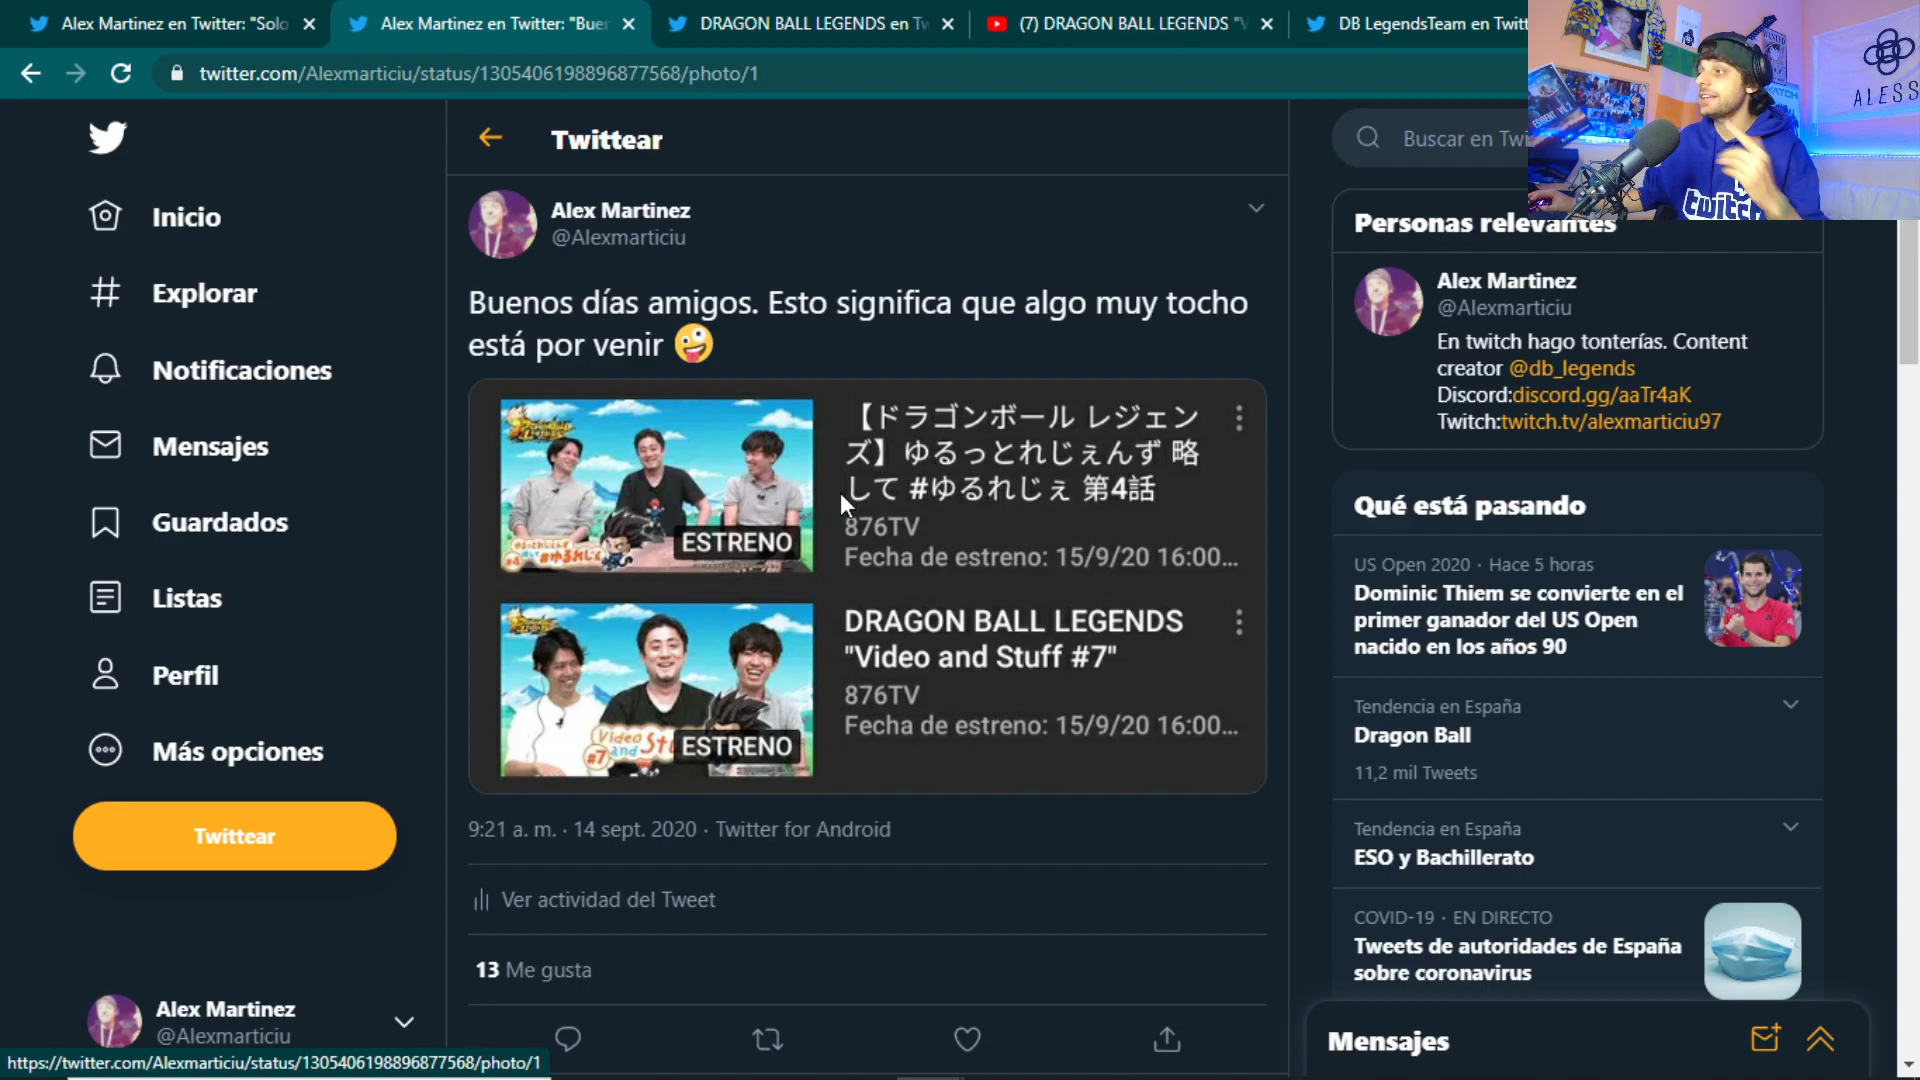 Alex Martinez en Twitter: "Solo
Alex Martinez en Twitter: "Buer
DRAGON BALL LEGENDS en Tw
(7) DRAGON BALL LEGENDS "V
DB LegendsTeam en Twitt
twitter.com/Alexmarticiu/status/1305406198896877568/photo/1
ALESS
twitch
Inicio
Explorar
Notificaciones
Mensajes
Guardados
Listas
Perfil
Más opciones
Twittear
Alex Martinez
@Alexmarticiu
https://twitter.com/Alexmarticiu/status/1305406198896877568/photo/1
Twittear
Alex Martinez
@Alexmarticiu
Buenos días amigos. Esto significa que algo muy tocho
está por venir 🤪
ESTRENO
【ドラゴンボール レジェン
ズ】ゆるっとれじぇんず 略
して #ゆるれじぇ 第4話
876TV
Fecha de estreno: 15/9/20 16:00...
Video
and Stu
#7
ESTRENO
DRAGON BALL LEGENDS
"Video and Stuff #7"
876TV
Fecha de estreno: 15/9/20 16:00...
9:21 a. m. · 14 sept. 2020 · Twitter for Android
Ver actividad del Tweet
13 Me gusta
Buscar en Twi
Personas relevantes
Alex Martinez
@Alexmarticiu
En twitch hago tonterías. Content
creator @db_legends
Discord:discord.gg/aaTr4aK
Twitch:twitch.tv/alexmarticiu97
Qué está pasando
US Open 2020 · Hace 5 horas
Dominic Thiem se convierte en el
primer ganador del US Open
nacido en los años 90
Tendencia en España
Dragon Ball
11,2 mil Tweets
Tendencia en España
ESO y Bachillerato
COVID-19 · EN DIRECTO
Tweets de autoridades de España
sobre coronavirus
Mensajes